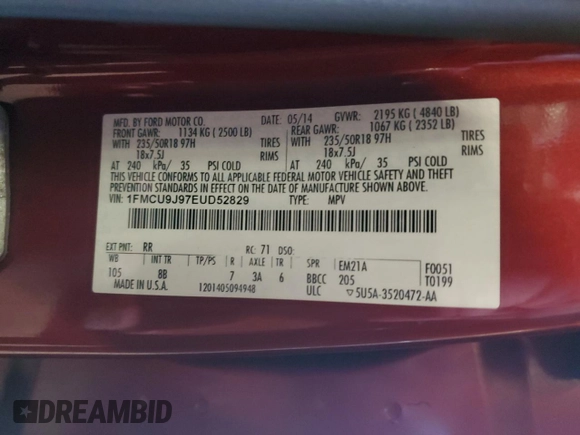 MFD. BY FORD MOTOR CO. 05/14 GVWR: 2195 KG ( 4840 LB)
FRONT GAWR: 1134 KG ( 2500 LB) REAR GAWR: 1067 KG ( 2352 LB)
WITH 235/50R18 97H TIRES WITH 235/50R18 97H TIRES
18x7.5J RIMS 18x7.5J RIMS
AT 240 kPa/ 35 PSI COLD AT 240 kPa/ 35 PSI COLD
THIS VEHICLE CONFORMS TO ALL APPLICABLE FEDERAL MOTOR VEHICLE
SAFETY AND THEFT PREVENTION STANDARDS IN EFFECT ON THE DATE OF
MANUFACTURE SHOWN ABOVE.
VIN: 1FMCU9J97EUD52829 TYPE: MPV
EXT PNT: RR RC: 71 DSO:
WB INT TR TP/PS R AXLE TR SPR EM21A F0051
105 8B 7 3A 6 BBCC 205 T0199
MADE IN U.S.A. 1201405094948 ULC ▽5U5A-3520472-AA
DREAMBID